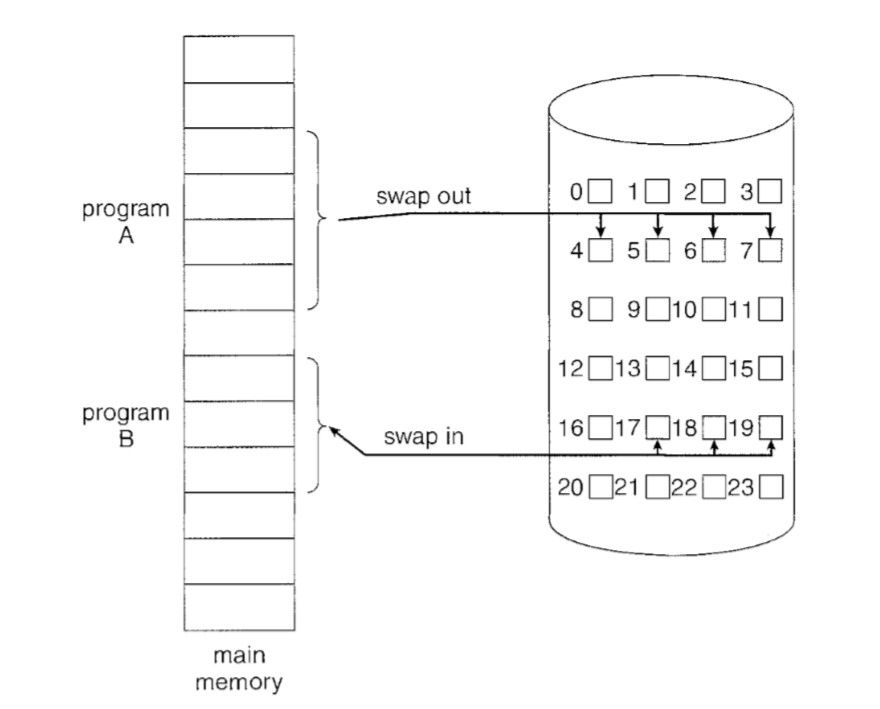 0 1 2 3
swap out
program
A
4 5 6 7
8 9 10 11
12 13 14 15
program
B
swap in
16 17 18 19
20 21 22 23
main
memory